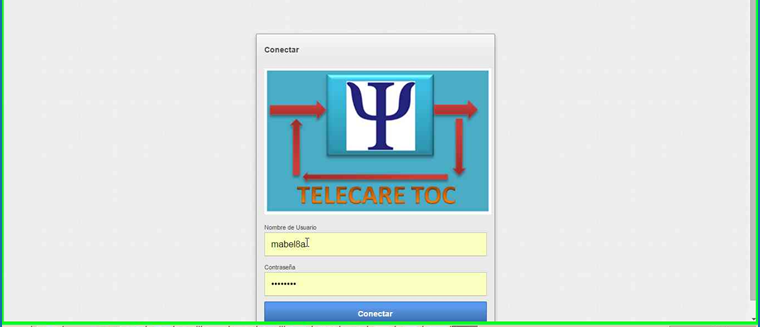 Conectar
Ψ
TELECARE TOC
Nombre de Usuario
mabel8a
Contraseña
••••••••
Conectar